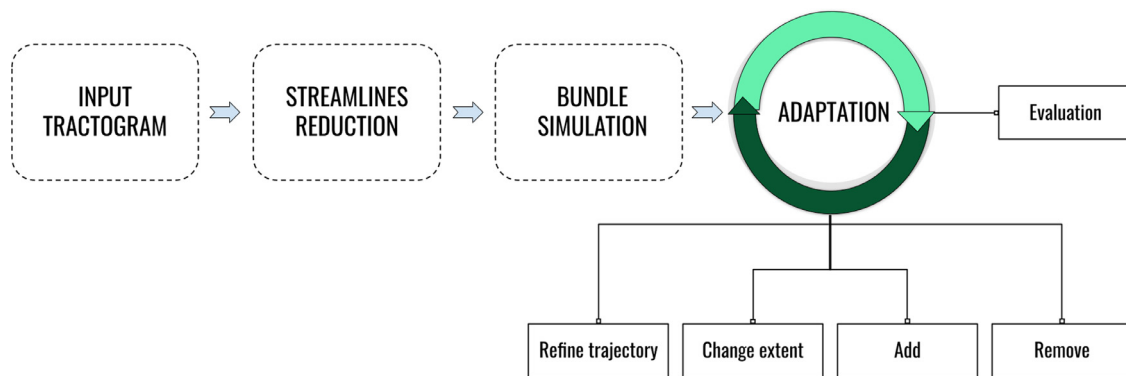 INPUT
TRACTOGRAM
STREAMLINES
REDUCTION
BUNDLE
SIMULATION
ADAPTATION
Evaluation
Refine trajectory
Change extent
Add
Remove